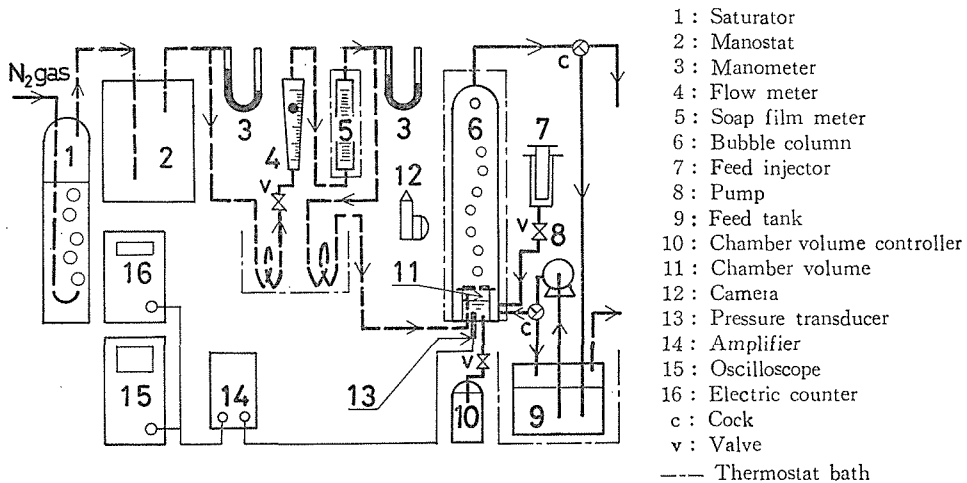 N2 gas
1
2
3
4
5
3
6
7
8
9
10
11
12
13
14
15
16
v
c
v
c
v
1 : Saturator
2 : Manostat
3 : Manometer
4 : Flow meter
5 : Soap film meter
6 : Bubble column
7 : Feed injector
8 : Pump
9 : Feed tank
10 : Chamber volume controller
11 : Chamber volume
12 : Camera
13 : Pressure transducer
14 : Amplifier
15 : Oscilloscope
16 : Electric counter
c : Cock
v : Valve
Thermostat bath